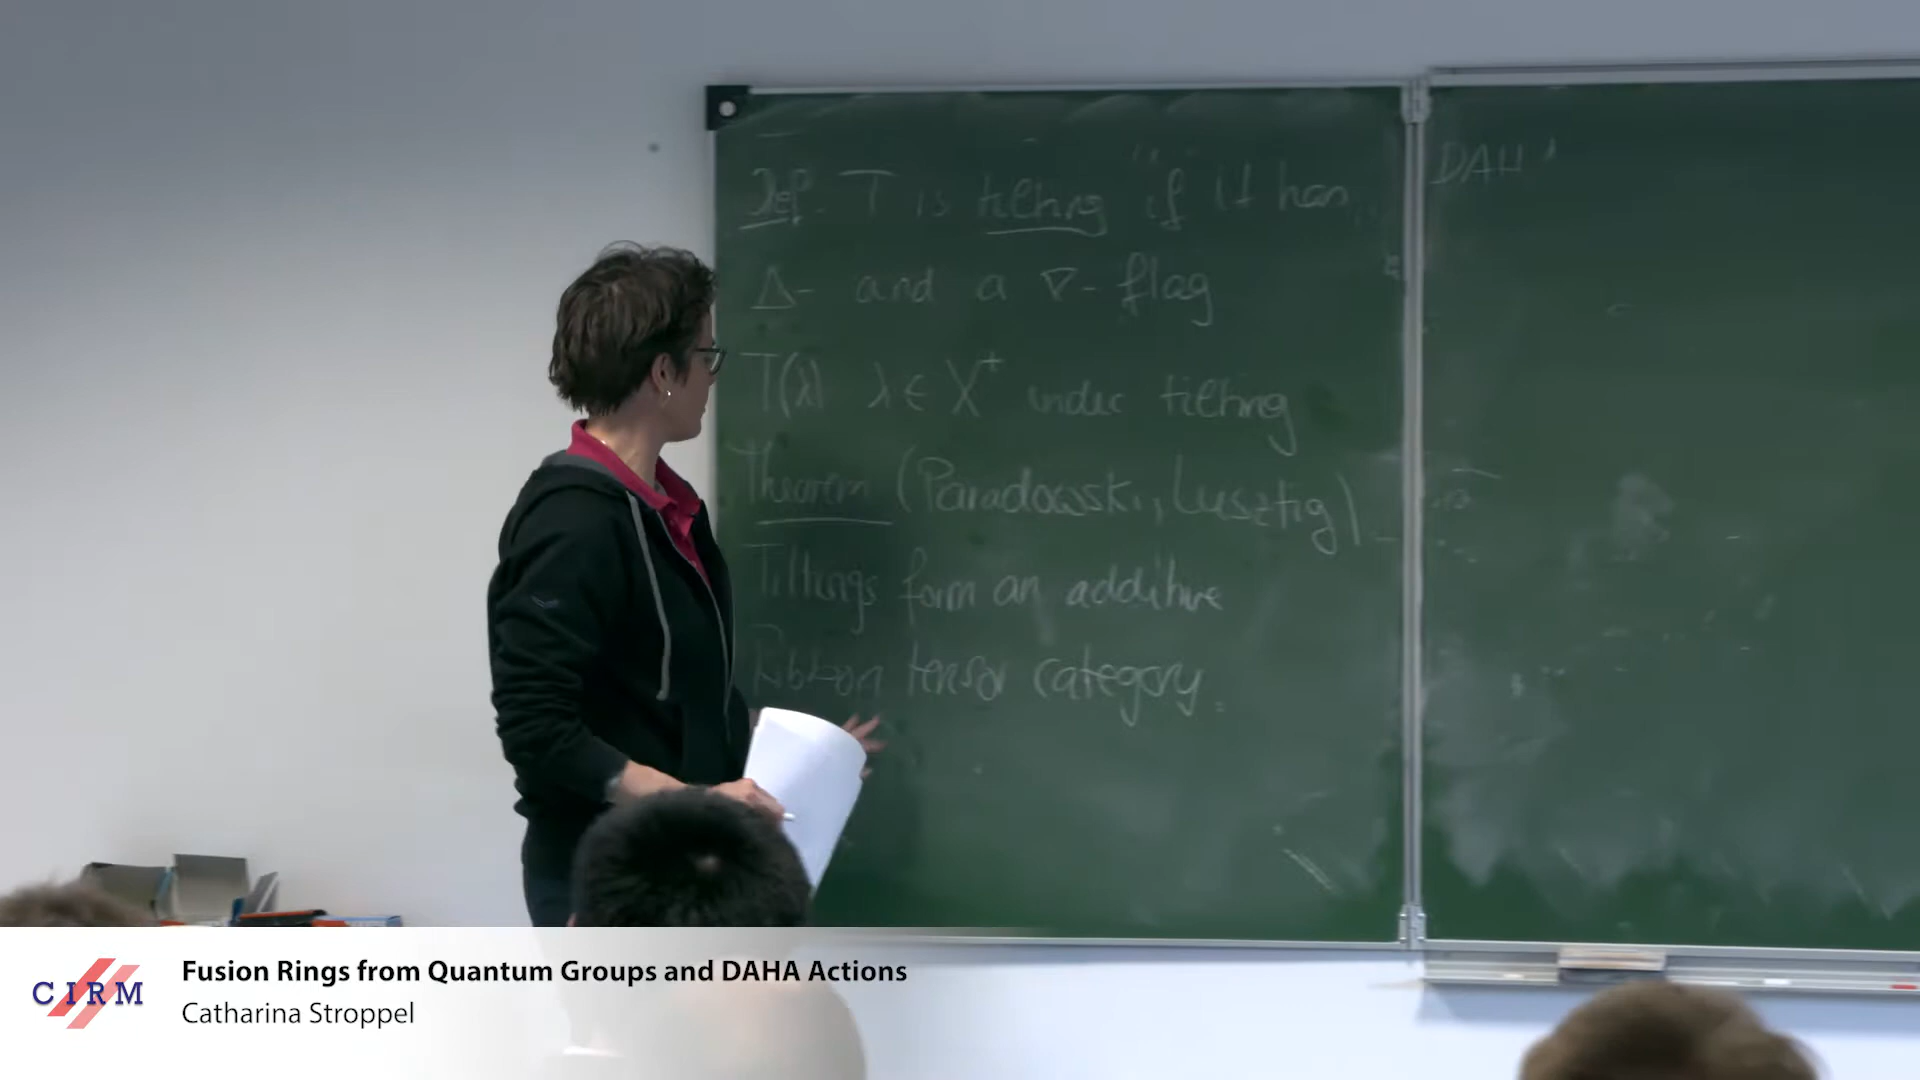 Def. T is tilting if it has
Δ- and a ∇-flag
T(λ) λ ∈ X⁺ indec tilting
Theorem (Paradowski, Lusztig)
Tiltings form an additive
Ribbon tensor category.
DAH
CIRM
Fusion Rings from Quantum Groups and DAHA Actions
Catharina Stroppel